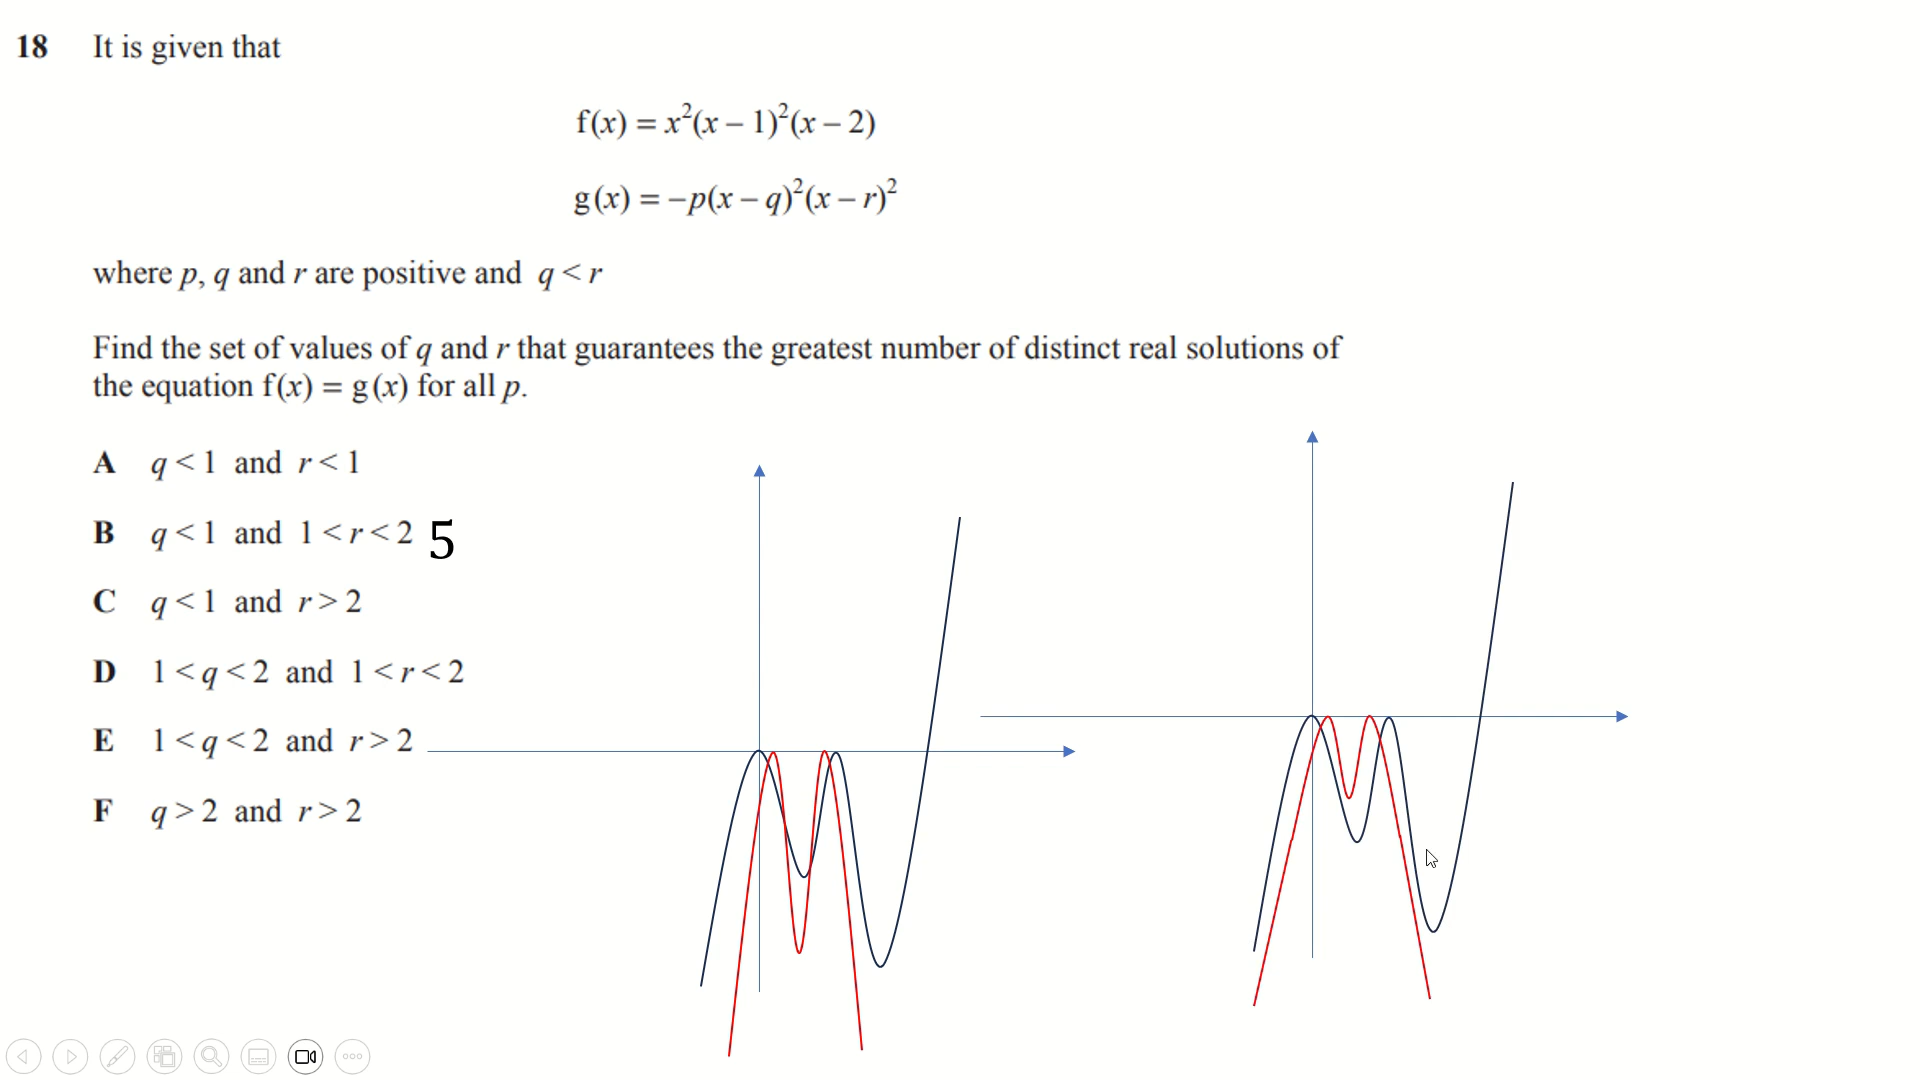 18 It is given that
f(x) = x²(x – 1)²(x – 2)
g(x) = –p(x – q)²(x – r)²
where p, q and r are positive and q < r
Find the set of values of q and r that guarantees the greatest number of distinct real solutions of
the equation f(x) = g(x) for all p.
A q < 1 and r < 1
B q < 1 and 1 < r < 2 5
C q < 1 and r > 2
D 1 < q < 2 and 1 < r < 2
E 1 < q < 2 and r > 2
F q > 2 and r > 2